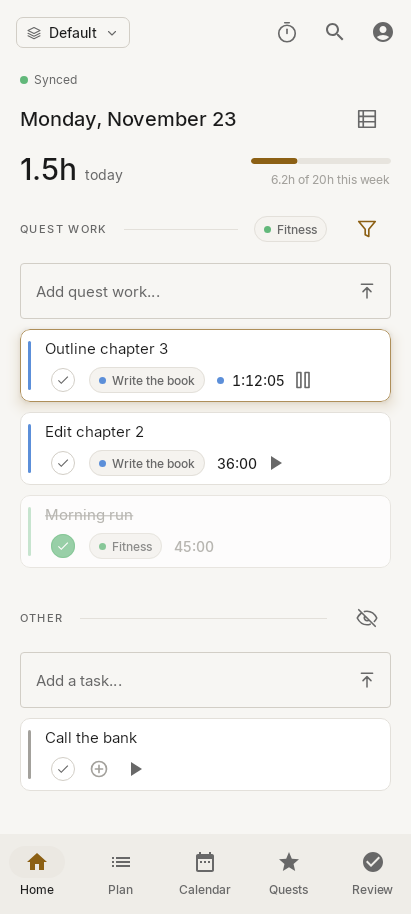 Default
Synced
Monday, November 23
1.5h today
6.2h of 20h this week
QUEST WORK
Fitness
Add quest work...
Outline chapter 3
Write the book
1:12:05
Edit chapter 2
Write the book
36:00
Morning run
Fitness
45:00
OTHER
Add a task...
Call the bank
Home
Plan
Calendar
Quests
Review